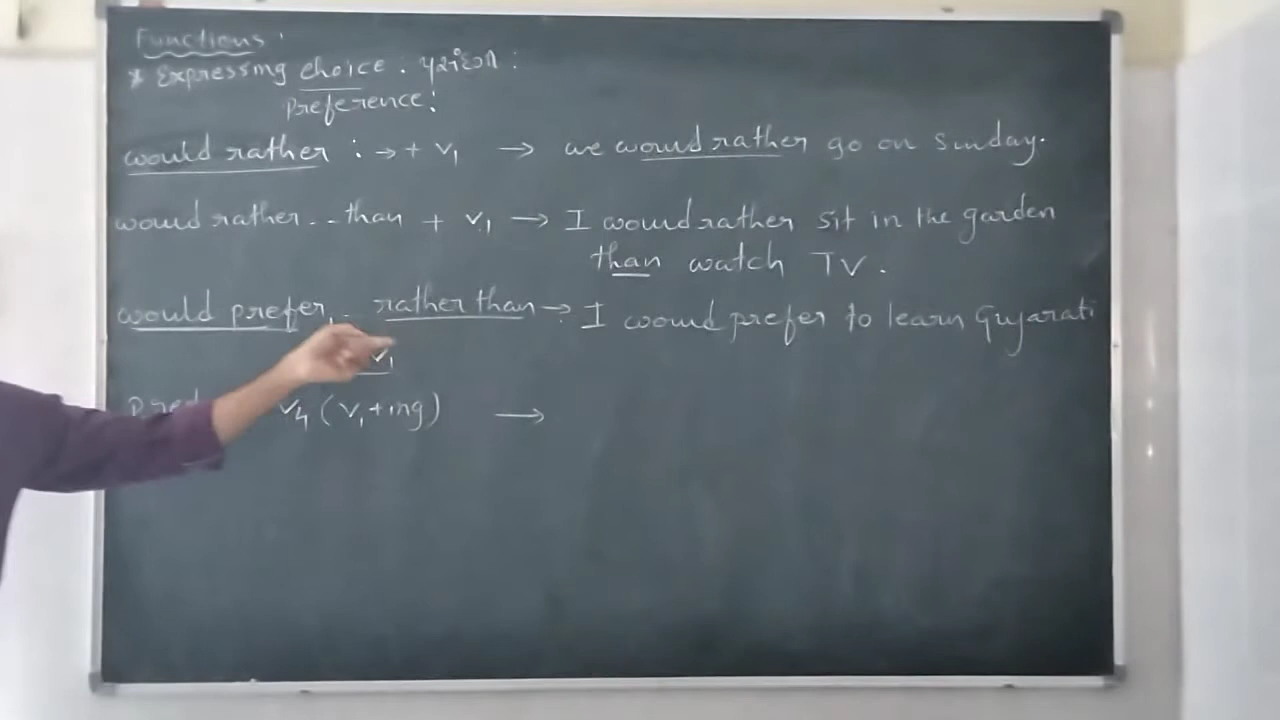 Functions :
* Expressing choice : પસંદગી :
Preference !
would rather : → + V₁ → we would rather go on Sunday.
would rather .. than + V₁ → I would rather sit in the garden
than watch TV .
would prefer .. rather than → I would prefer to learn Gujarati
V₁
V₄ (V₁+ing) →